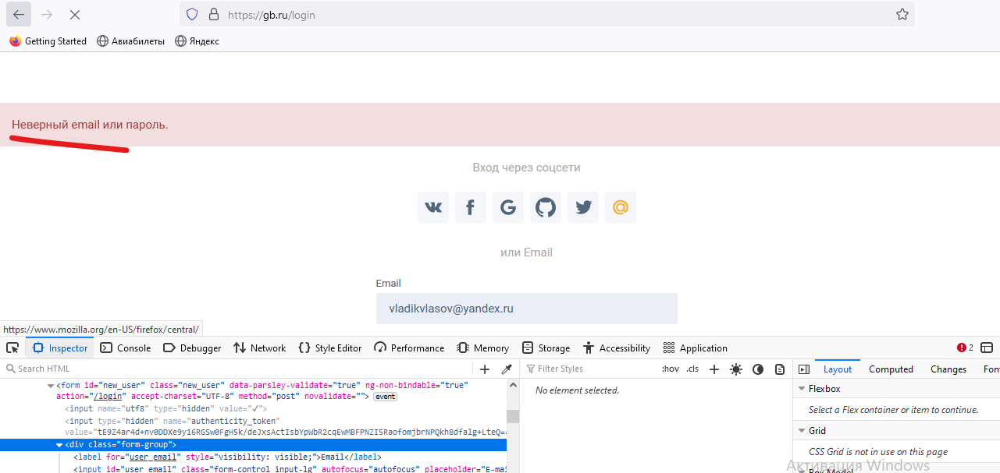 https://gb.ru/login
Getting Started Авиабилеты Яндекс
Неверный email или пароль.
Вход через соцсети
или Email
Email
vladikvlasov@yandex.ru
https://www.mozilla.org/en-US/firefox/central/
Inspector Console Debugger Network Style Editor Performance Memory Storage Accessibility Application 2
Search HTML
Filter Styles :hov .cls
Layout Computed Changes Fon
<form id="new_user" class="new_user" data-parsley-validate="true" ng-non-bindable="true"
action="/login" accept-charset="UTF-8" method="post" novalidate=""> event
<input name="utf8" type="hidden" value="✓">
<input type="hidden" name="authenticity_token"
value="tE9Z4ar4d+nv0DDXe9y16RGSw0FgH5k/deJxsActIsbYpWbR2cqEwMBFPNZI5RaofomjbrNPQkh8dfalg+LteQ==
<div class="form-group">
<label for="user_email" style="visibility: visible;">Email</label>
<input id="user_email" class="form-control input-lg" autofocus="autofocus" placeholder="E-mai
No element selected.
Flexbox
Select a Flex container or item to continue.
Grid
CSS Grid is not in use on this page
Box Model
Активация Windows